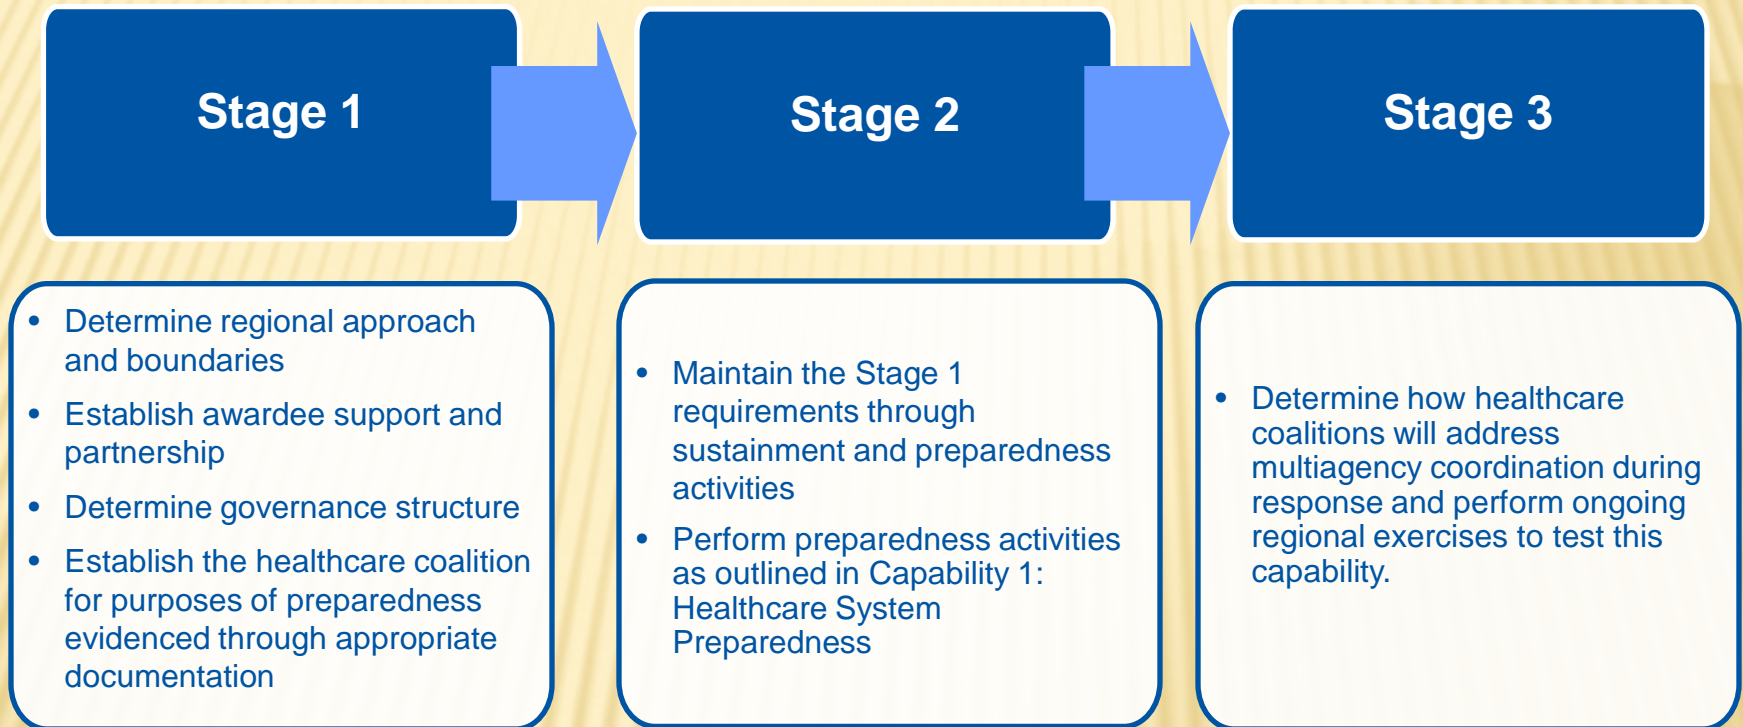 Stage 1
Stage 2
Stage 3
• Determine regional approach
and boundaries
• Establish awardee support and
partnership
• Determine governance structure
• Establish the healthcare coalition
for purposes of preparedness
evidenced through appropriate
documentation
• Maintain the Stage 1
requirements through
sustainment and preparedness
activities
• Perform preparedness activities
as outlined in Capability 1:
Healthcare System
Preparedness
• Determine how healthcare
coalitions will address
multiagency coordination during
response and perform ongoing
regional exercises to test this
capability.